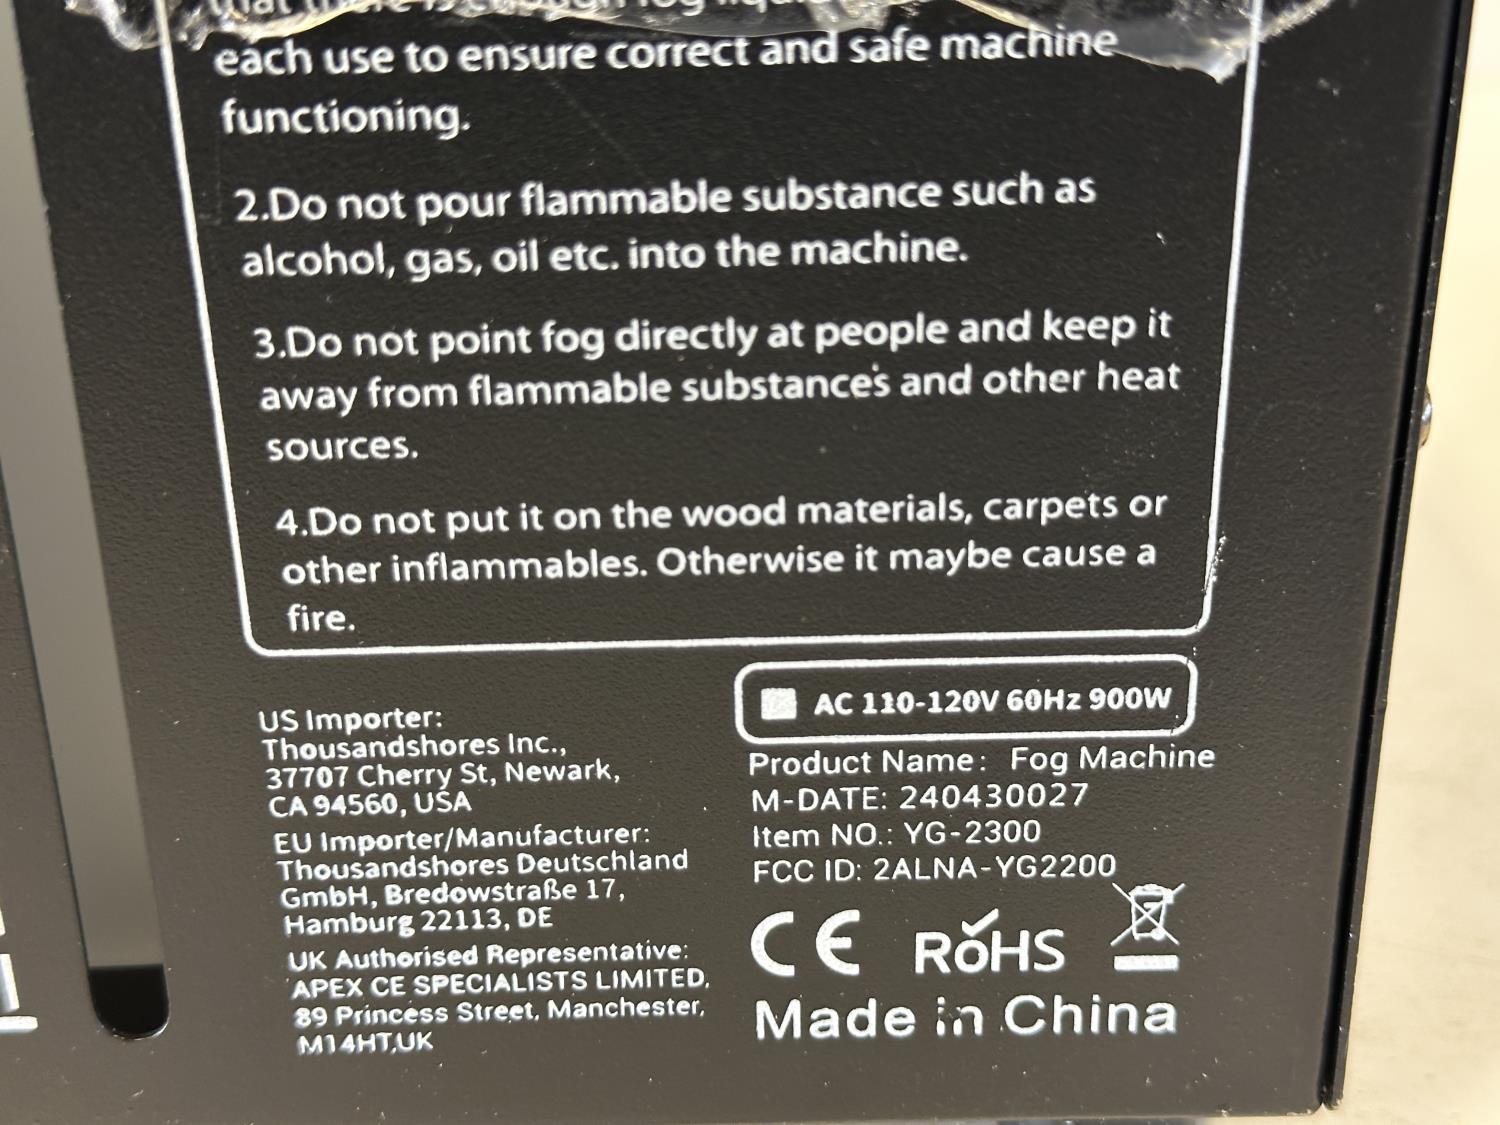 that there is enough fog liquid
each use to ensure correct and safe machine
functioning.
2.Do not pour flammable substance such as
alcohol, gas, oil etc. into the machine.
3.Do not point fog directly at people and keep it
away from flammable substances and other heat
sources.
4.Do not put it on the wood materials, carpets or
other inflammables. Otherwise it maybe cause a
fire.
AC 110-120V 60Hz 900W
US Importer:
Thousandshores Inc.,
37707 Cherry St, Newark,
CA 94560, USA
EU Importer/Manufacturer:
Thousandshores Deutschland
GmbH, Bredowstraße 17,
Hamburg 22113, DE
UK Authorised Representative:
APEX CE SPECIALISTS LIMITED,
89 Princess Street, Manchester,
M14HT,UK
Product Name: Fog Machine
M-DATE: 240430027
Item NO.: YG-2300
FCC ID: 2ALNA-YG2200
CE RoHS
Made in China